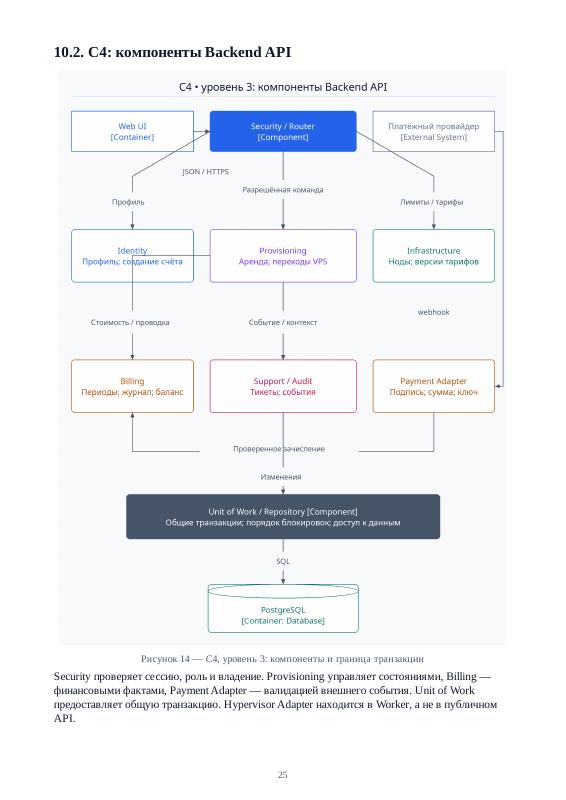 10.2. C4: компоненты Backend API
C4 • уровень 3: компоненты Backend API
Web UI
[Container]
Security / Router
[Component]
Платёжный провайдер
[External System]
JSON / HTTPS
Разрешённая команда
Профиль
Лимиты / тарифы
Identity
Профиль; создание счёта
Provisioning
Аренда; переходы VPS
Infrastructure
Ноды; версии тарифов
webhook
Стоимость / проводка
Событие / контекст
Billing
Периоды; журнал; баланс
Support / Audit
Тикеты; события
Payment Adapter
Подпись; сумма; ключ
Проверенное зачисление
Изменения
Unit of Work / Repository [Component]
Общие транзакции; порядок блокировок; доступ к данным
SQL
PostgreSQL
[Container: Database]
Рисунок 14 — C4, уровень 3: компоненты и граница транзакции
Security проверяет сессию, роль и владение. Provisioning управляет состояниями, Billing —
финансовыми фактами, Payment Adapter — валидацией внешнего события. Unit of Work
предоставляет общую транзакцию. Hypervisor Adapter находится в Worker, а не в публичном
API.
25